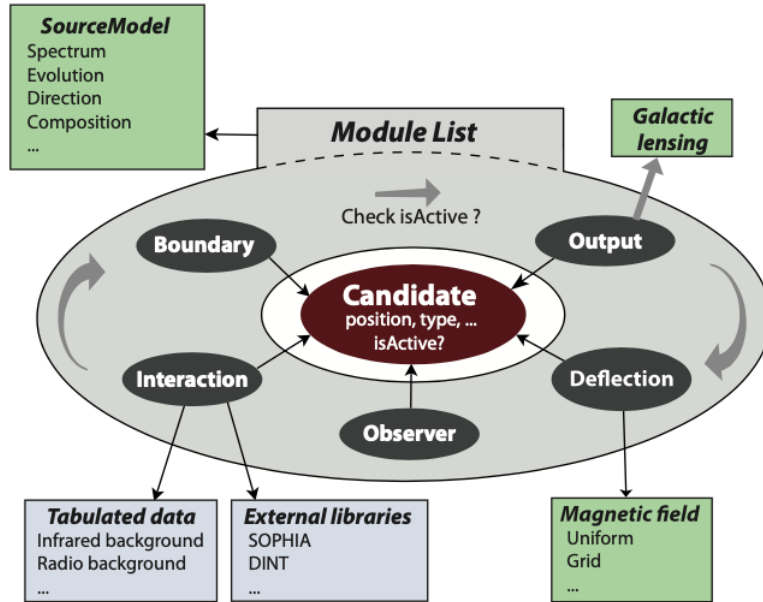 SourceModel
Spectrum
Evolution
Direction
Composition
...
Module List
Galactic
lensing
Check isActive ?
Boundary
Output
Candidate
position, type, ...
isActive?
Interaction
Deflection
Observer
Tabulated data
Infrared background
Radio background
...
External libraries
SOPHIA
DINT
...
Magnetic field
Uniform
Grid
...